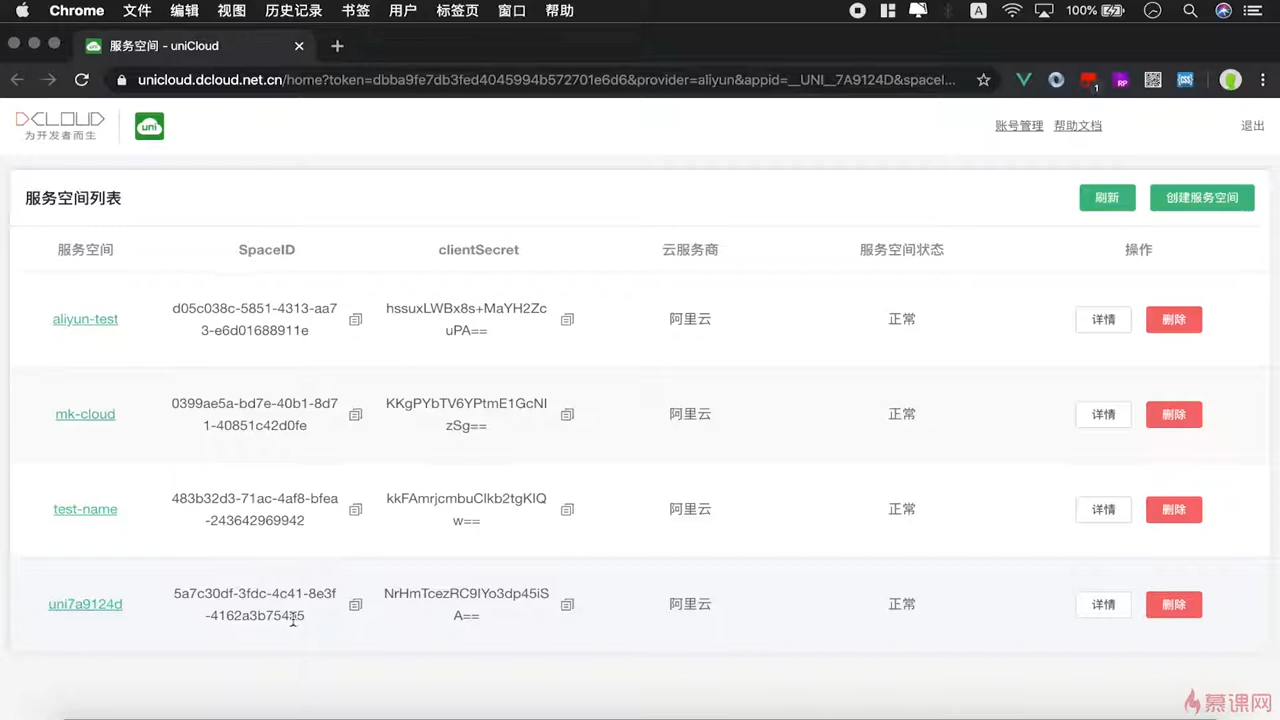 Chrome 文件 编辑 视图 历史记录 书签 用户 标签页 窗口 帮助 A 100%
服务空间 - uniCloud
unicloud.dcloud.net.cn/home?token=dbba9fe7db3fed4045994b572701e6d6&provider=aliyun&appid=__UNI__7A9124D&spaceI...
DCLOUD
为开发者而生
uni
账号管理 帮助文档 退出
服务空间列表 刷新 创建服务空间
服务空间 SpaceID clientSecret 云服务商 服务空间状态 操作
aliyun-test d05c038c-5851-4313-aa7 hssuxLWBx8s+MaYH2Zc 阿里云 正常 详情 删除
3-e6d01688911e uPA==
mk-cloud 0399ae5a-bd7e-40b1-8d7 KKgPYbTV6YPtmE1GcNI 阿里云 正常 详情 删除
1-40851c42d0fe zSg==
test-name 483b32d3-71ac-4af8-bfea kkFAmrjcmbuClkb2tgKIQ 阿里云 正常 详情 删除
-243642969942 w==
uni7a9124d 5a7c30df-3fdc-4c41-8e3f NrHmTcezRC9IYo3dp45iS 阿里云 正常 详情 删除
A==
慕课网